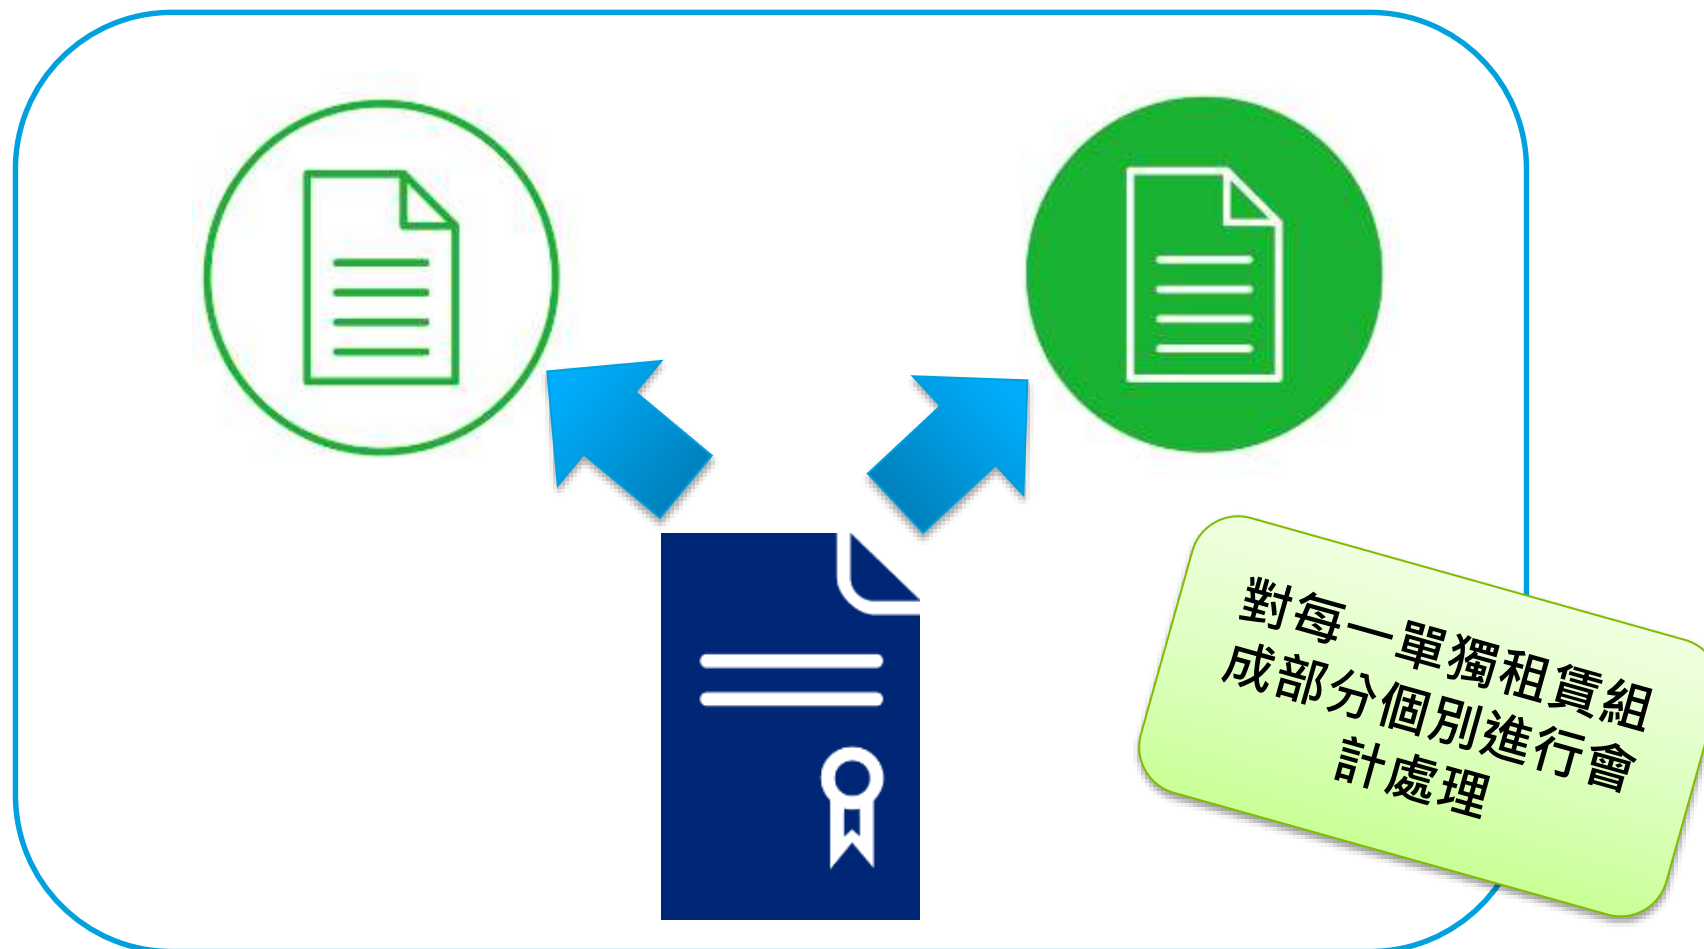 對每一單獨租賃組
成部分個別進行會
計處理